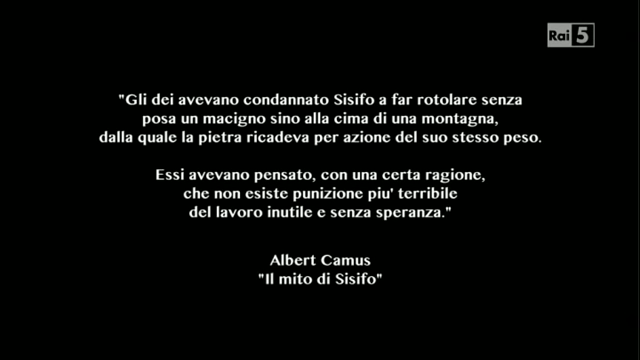 Rai 5
"Gli dei avevano condannato Sisifo a far rotolare senza
posa un macigno sino alla cima di una montagna,
dalla quale la pietra ricadeva per azione del suo stesso peso.
Essi avevano pensato, con una certa ragione,
che non esiste punizione piu' terribile
del lavoro inutile e senza speranza."
Albert Camus
"Il mito di Sisifo"